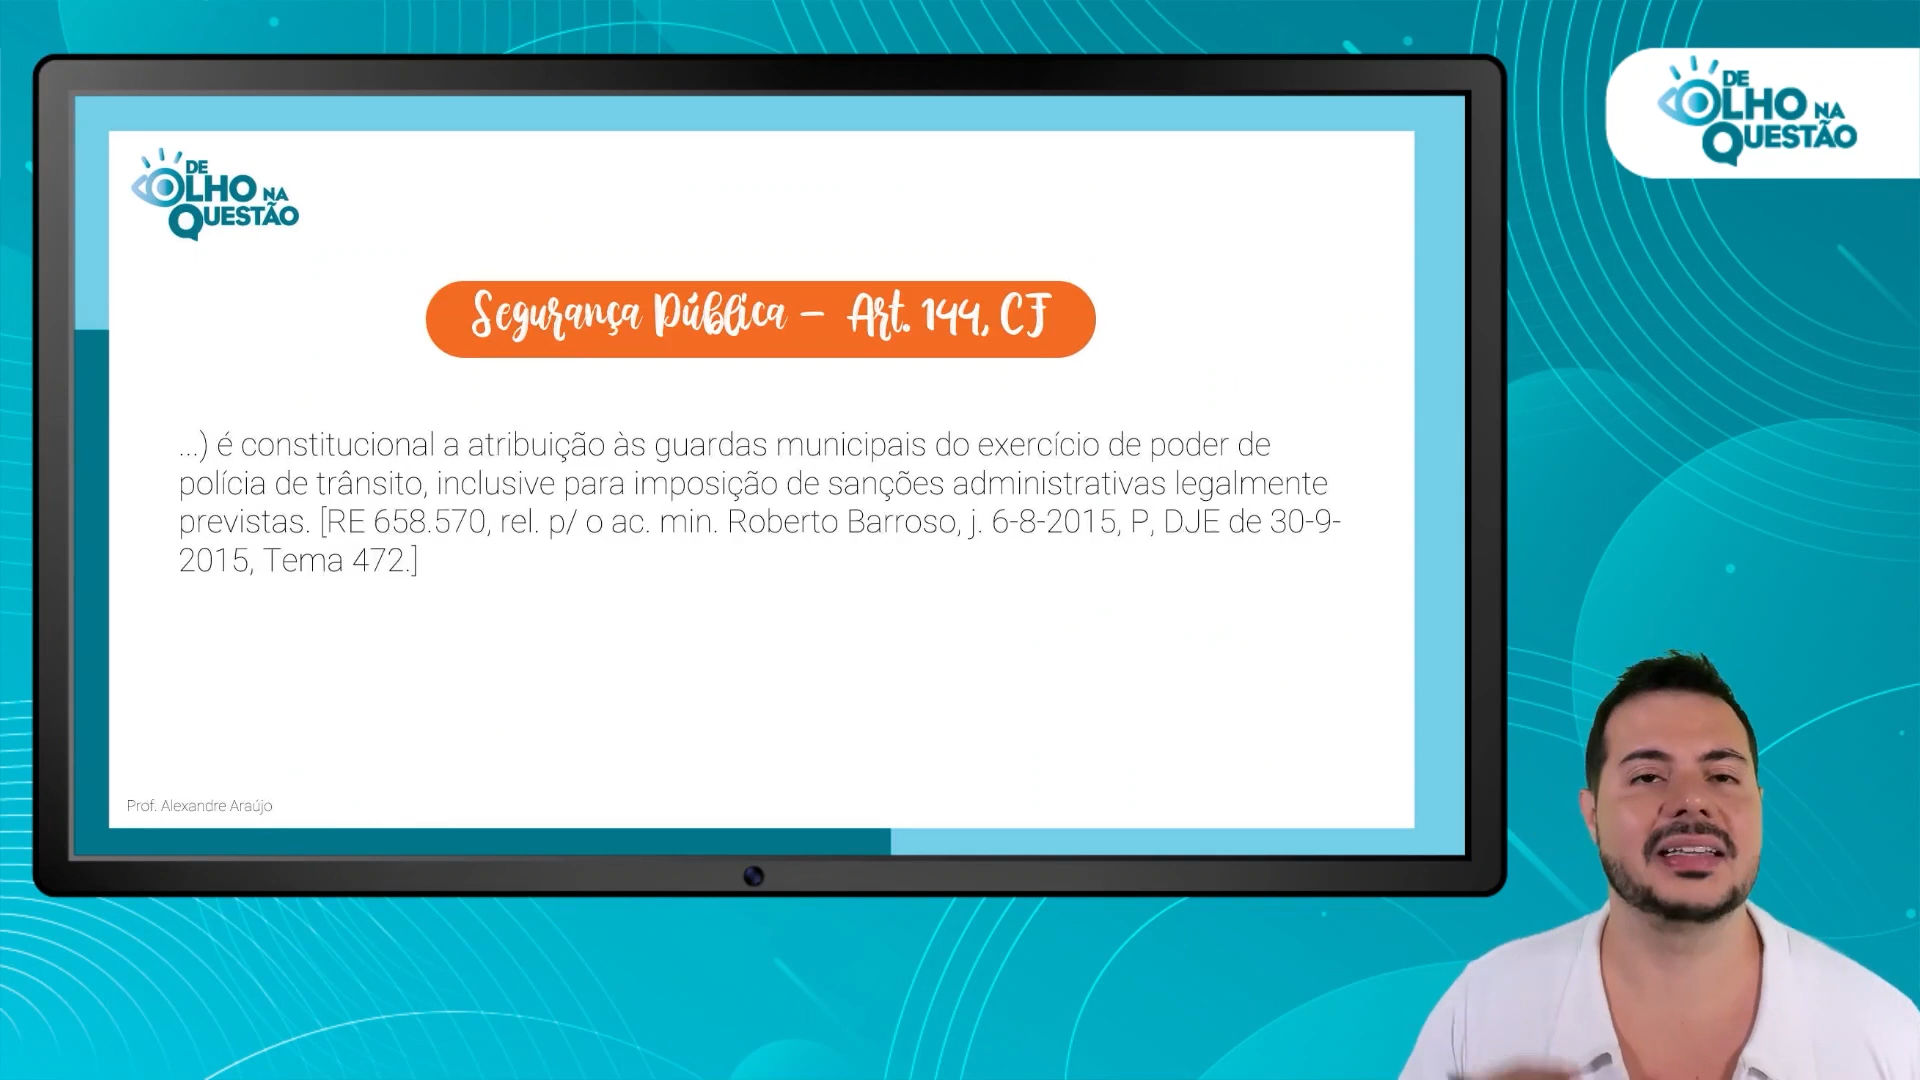 DE
OLHO NA
QUESTÃO
DE
OLHO NA
QUESTÃO
Segurança Pública – Art. 144, CF
...) é constitucional a atribuição às guardas municipais do exercício de poder de
polícia de trânsito, inclusive para imposição de sanções administrativas legalmente
previstas. [RE 658.570, rel. p/ o ac. min. Roberto Barroso, j. 6-8-2015, P, DJE de 30-9-
2015, Tema 472.]
Prof. Alexandre Araújo